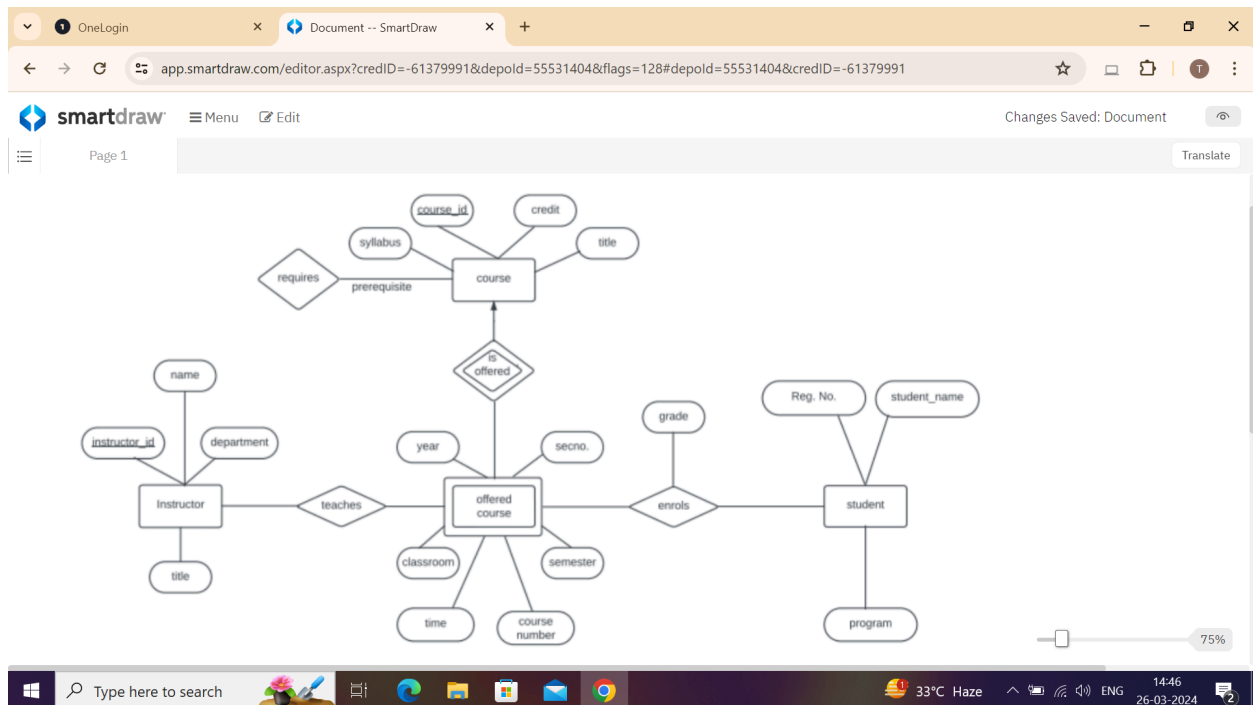 OneLogin
Document -- SmartDraw
app.smartdraw.com/editor.aspx?credID=-61379991&depoId=55531404&flags=128#depoId=55531404&credID=-61379991
T
smartdraw
Menu
Edit
Changes Saved: Document
Page 1
Translate
course_id
credit
syllabus
title
requires
prerequisite
course
is
offered
name
Reg. No.
student_name
grade
instructor_id
department
year
secno.
Instructor
teaches
offered
course
enrols
student
classroom
semester
title
time
course
number
program
75%
Type here to search
1
33°C Haze
ENG
14:46
26-03-2024
2